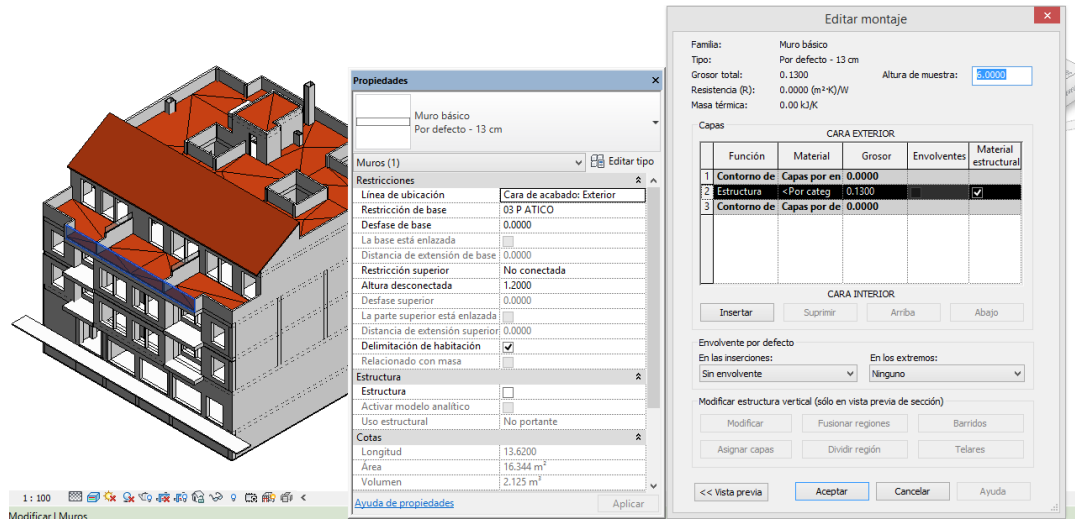 1 : 100
Modificar | Muros
Propiedades
Muro básico
Por defecto - 13 cm
Muros (1)
Editar tipo
Restricciones
Línea de ubicación Cara de acabado: Exterior
Restricción de base 03 P ATICO
Desfase de base 0.0000
La base está enlazada
Distancia de extensión de base 0.0000
Restricción superior No conectada
Altura desconectada 1.2000
Desfase superior 0.0000
La parte superior está enlazada
Distancia de extensión superior 0.0000
Delimitación de habitación
Relacionado con masa
Estructura
Estructura
Activar modelo analítico
Uso estructural No portante
Cotas
Longitud 13.6200
Área 16.344 m²
Volumen 2.125 m³
Ayuda de propiedades Aplicar
Editar montaje
Familia: Muro básico
Tipo: Por defecto - 13 cm
Grosor total: 0.1300 Altura de muestra: 6.0000
Resistencia (R): 0.0000 (m²·K)/W
Masa térmica: 0.00 kJ/K
Capas
CARA EXTERIOR
Función Material Grosor Envolventes Material estructural
1 Contorno de Capas por en 0.0000
2 Estructura <Por categ 0.1300
3 Contorno de Capas por de 0.0000
CARA INTERIOR
Insertar Suprimir Arriba Abajo
Envolvente por defecto
En las inserciones: En los extremos:
Sin envolvente Ninguno
Modificar estructura vertical (sólo en vista previa de sección)
Modificar Fusionar regiones Barridos
Asignar capas Dividir región Telares
<< Vista previa Aceptar Cancelar Ayuda